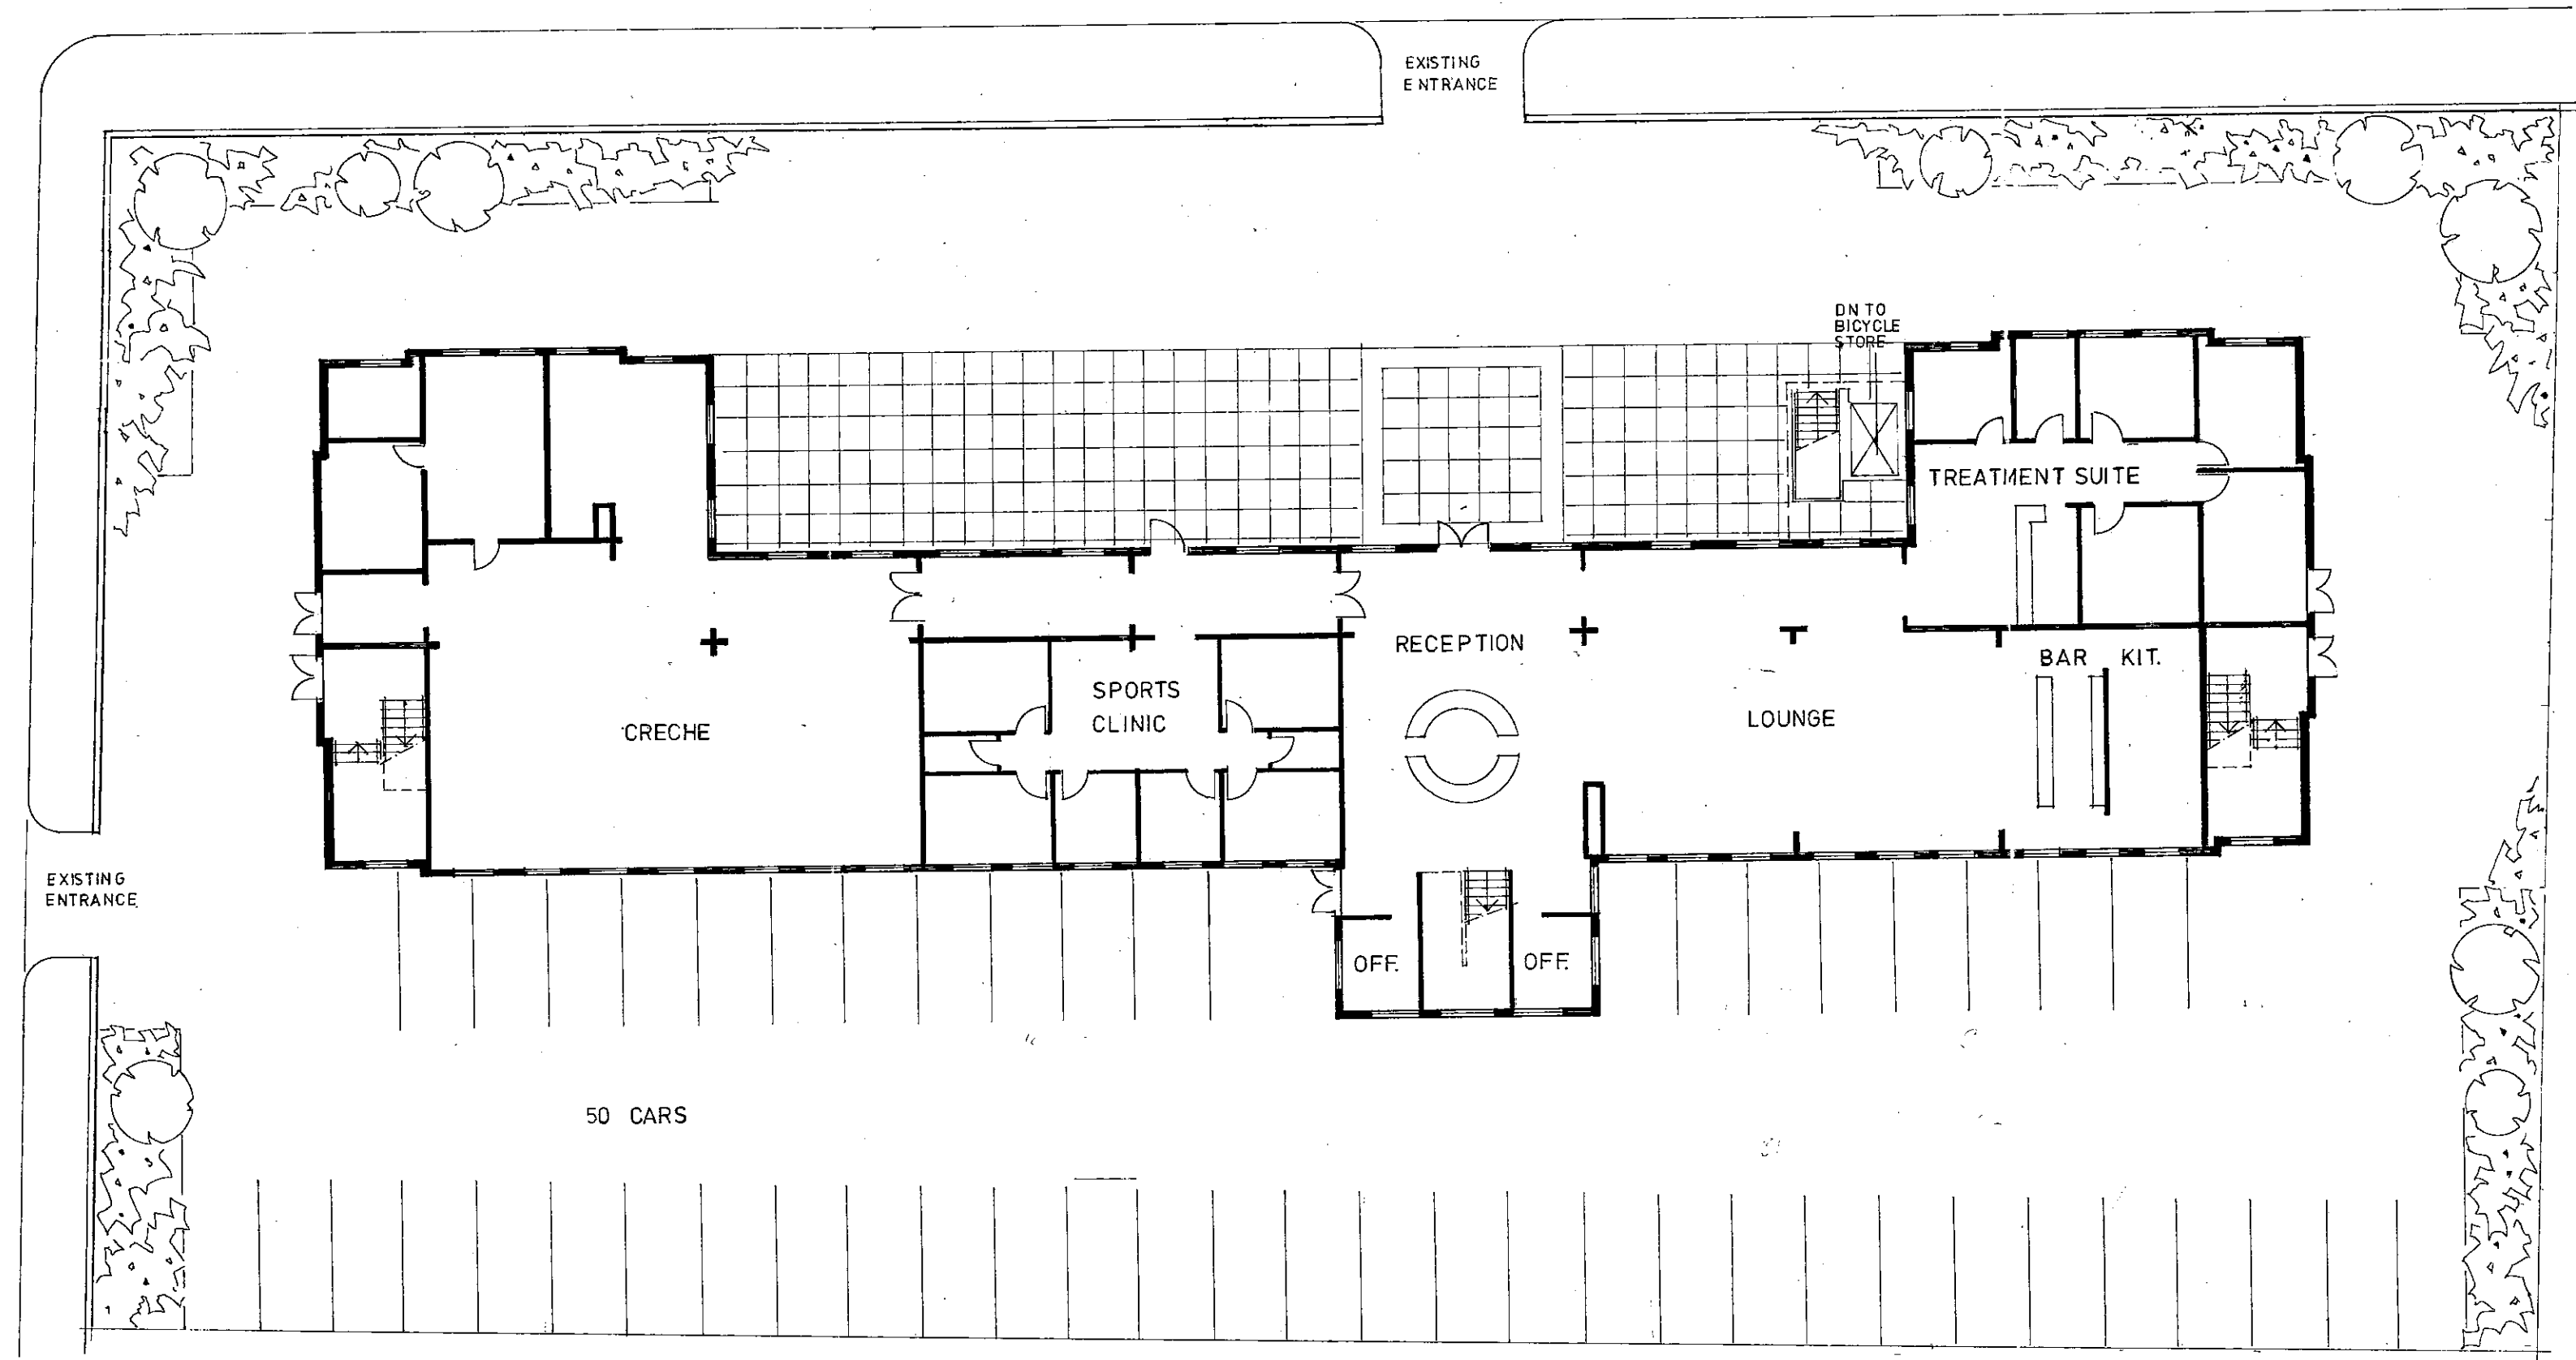 EXISTING
ENTRANCE
DN TO
BICYCLE
STORE
TREATMENT SUITE
RECEPTION
BAR KIT.
SPORTS
CLINIC
LOUNGE
CRECHE
EXISTING
ENTRANCE
OFF.
OFF.
50 CARS